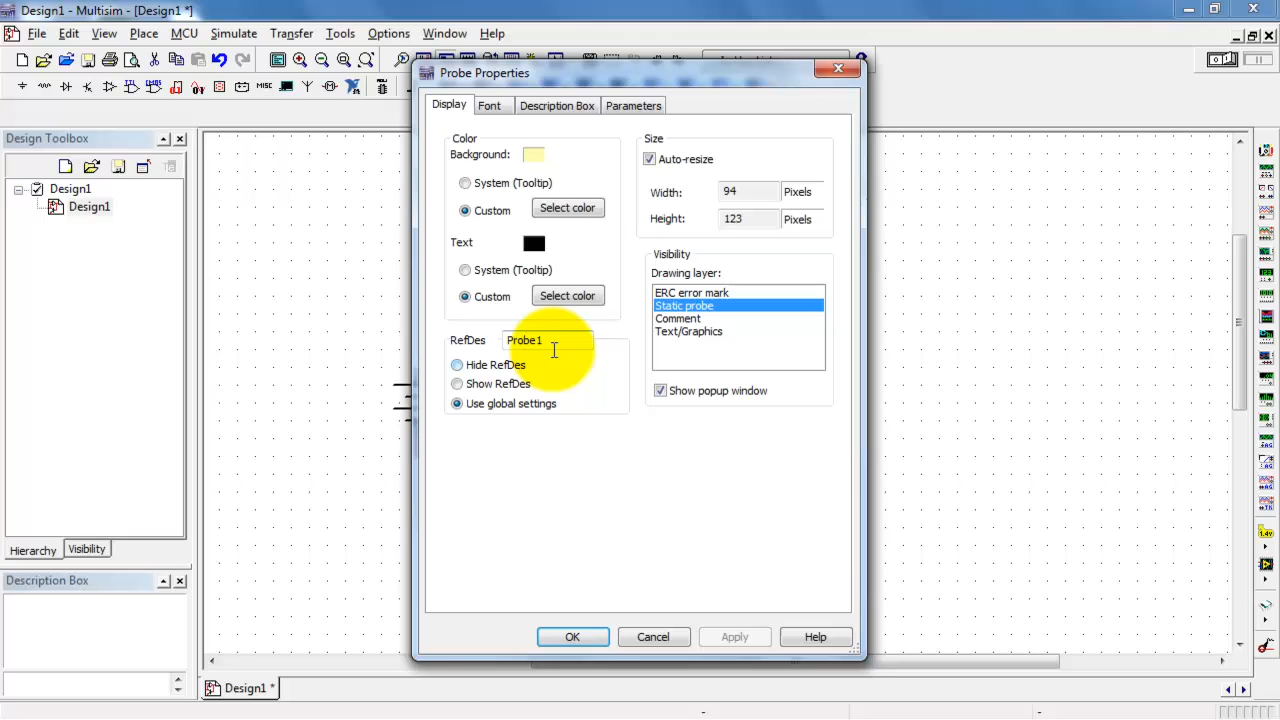 Design1 - Multisim - [Design1 *]
File Edit View Place MCU Simulate Transfer Tools Options Window Help
Probe Properties
Display Font Description Box Parameters
Design Toolbox
Design1
Design1
Hierarchy Visibility
Description Box
Color
Background:
System (Tooltip)
Custom Select color
Text
System (Tooltip)
Custom Select color
RefDes Probe1
Hide RefDes
Show RefDes
Use global settings
Size
Auto-resize
Width: 94 Pixels
Height: 123 Pixels
Visibility
Drawing layer:
ERC error mark
Static probe
Comment
Text/Graphics
Show popup window
OK Cancel Apply Help
Design1 *